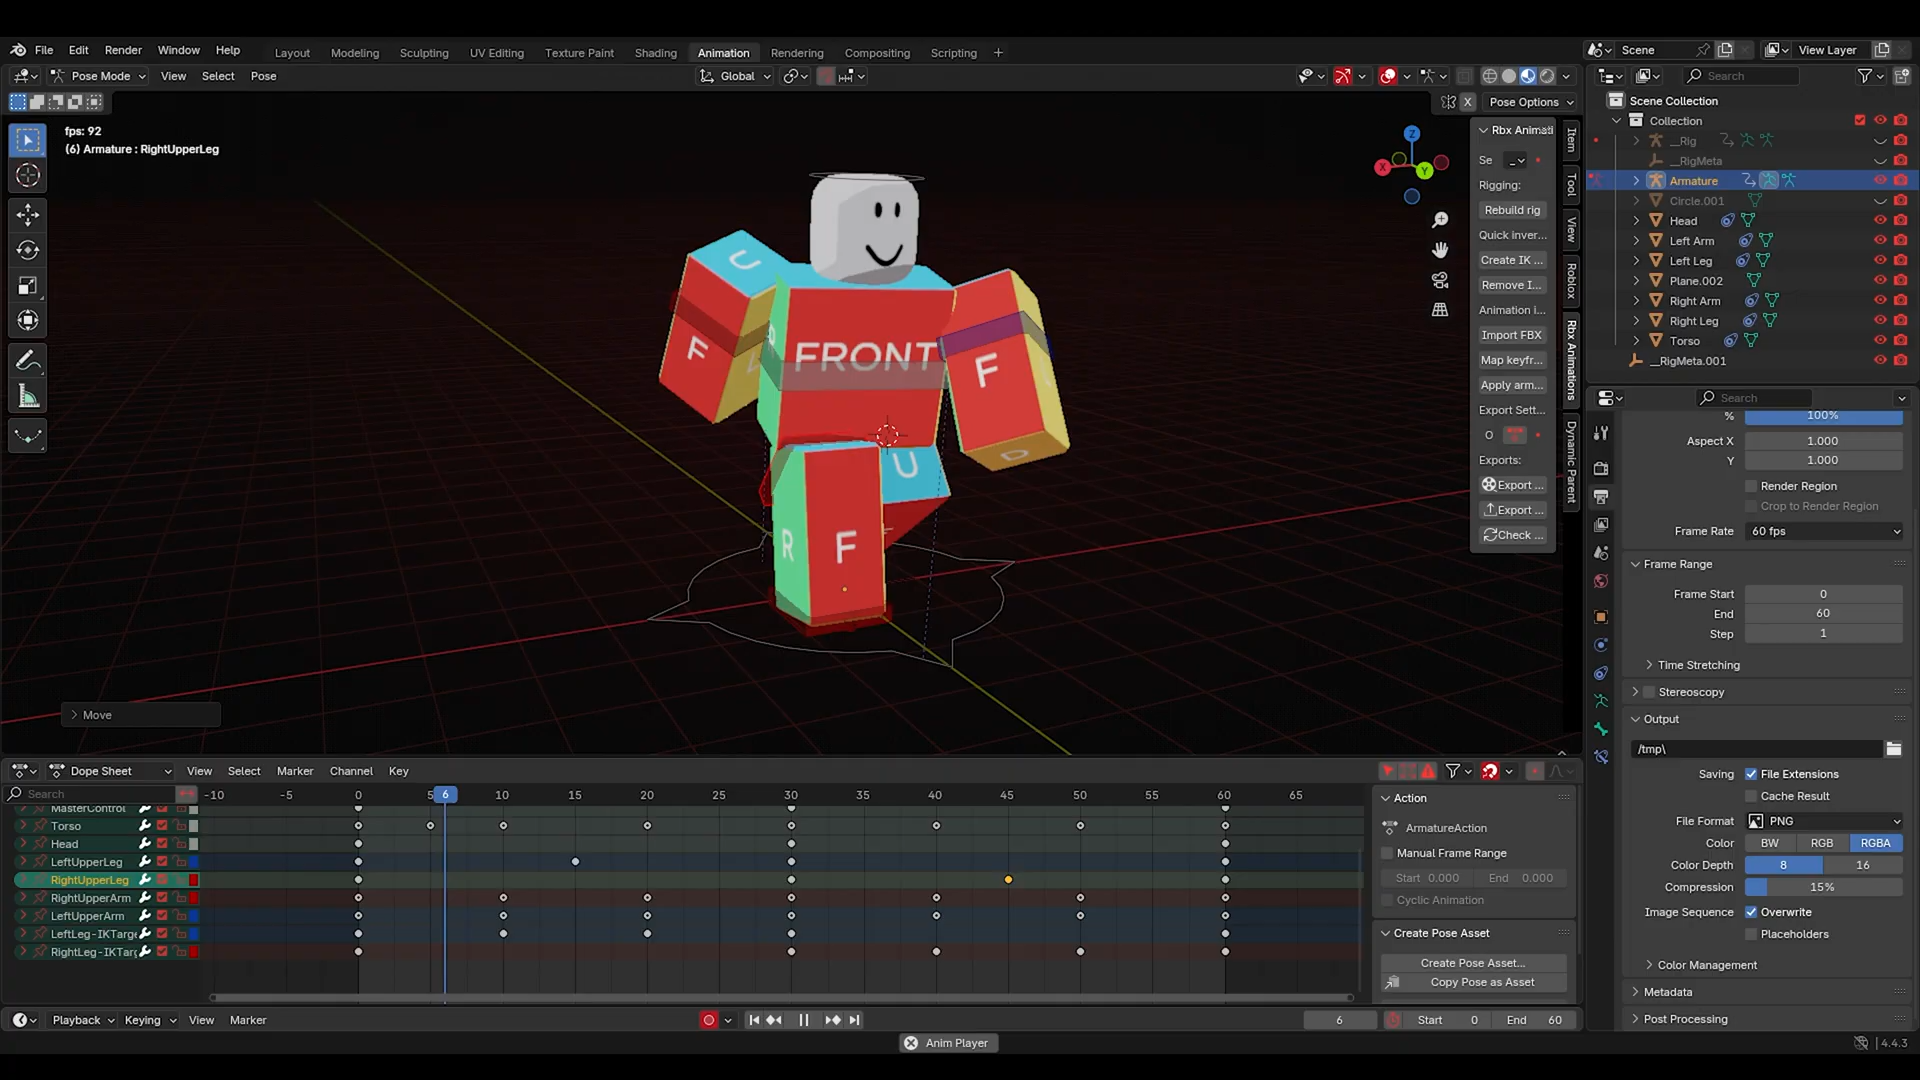 File Edit Render Window Help Layout Modeling Sculpting UV Editing Texture Paint Shading Animation Rendering Compositing Scripting + Scene View Layer
Pose Mode View Select Pose Global Search
X Pose Options
fps: 92
(6) Armature : RightUpperLeg
Z
X
Y
Rbx Animati
Se
Rigging:
Rebuild rig
Quick inver...
Create IK ...
Remove I...
Animation i...
Import FBX
Map keyfr...
Apply arm...
Export Sett...
O
Exports:
Export ...
Export ...
Check ...
Item
Tool
View
Roblox
Rbx Animations
Dynamic Parent
U
F
FRONT
F
D
U
R
F
Move
Scene Collection
Collection
__Rig
__RigMeta
Armature
Circle.001
Head
Left Arm
Left Leg
Plane.002
Right Arm
Right Leg
Torso
__RigMeta.001
Search
% 100%
Aspect X 1.000
Y 1.000
Render Region
Crop to Render Region
Frame Rate 60 fps
Frame Range
Frame Start 0
End 60
Step 1
Time Stretching
Stereoscopy
Output
/tmp\
Saving File Extensions
Cache Result
File Format PNG
Color BW RGB RGBA
Color Depth 8 16
Compression 15%
Image Sequence Overwrite
Placeholders
Color Management
Metadata
Post Processing
Dope Sheet View Select Marker Channel Key
Search -10 -5 0 5 6 10 15 20 25 30 35 40 45 50 55 60 65
MasterControl
Torso
Head
LeftUpperLeg
RightUpperLeg
RightUpperArm
LeftUpperArm
LeftLeg-IKTarge
RightLeg-IKTarg
Action
ArmatureAction
Manual Frame Range
Start 0.000 End 0.000
Cyclic Animation
Create Pose Asset
Create Pose Asset...
Copy Pose as Asset
Playback Keying View Marker 6 Start 0 End 60
Anim Player
4.4.3